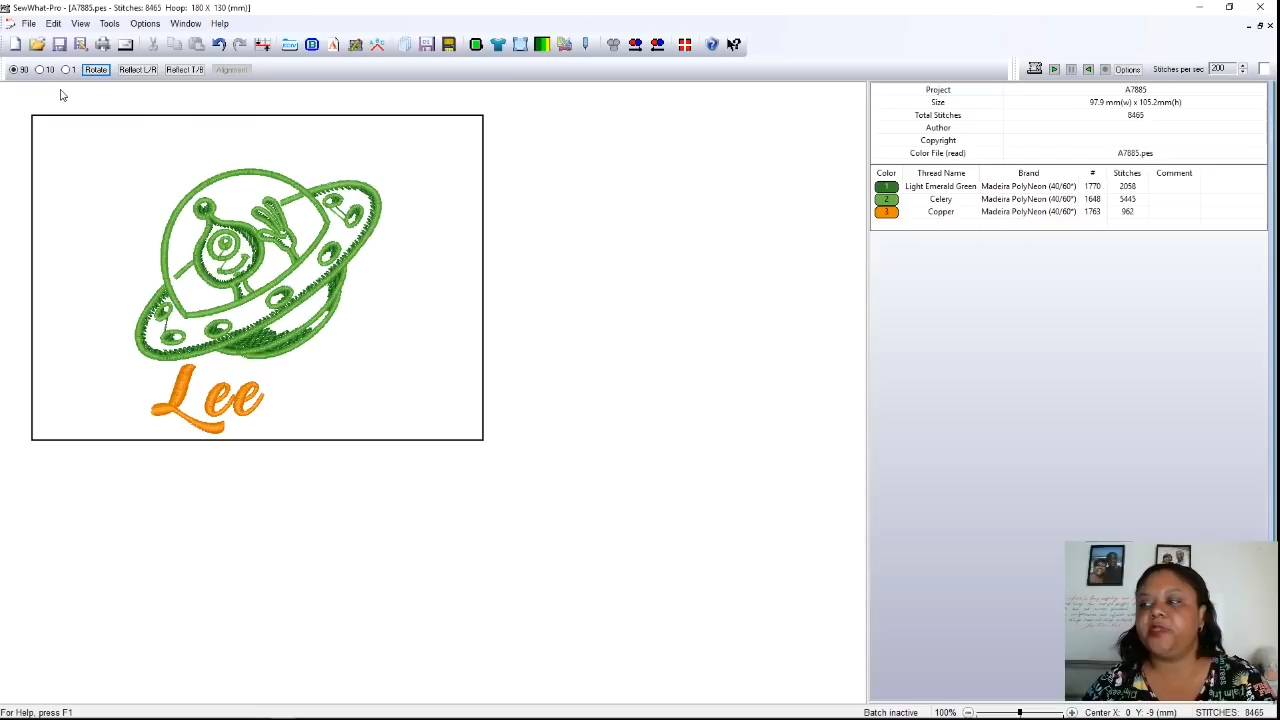 SewWhat-Pro - [A7885.pes - Stitches: 8465 Hoop: 180 X 130 (mm)]
File Edit View Tools Options Window Help
90 10 1 Rotate Reflect L/R Reflect T/B Alignment Options Stitches per sec 200
Project A7885
Size 97.9 mm(w) x 105.2mm(h)
Total Stitches 8465
Author
Copyright
Color File (read) A7885.pes
Color Thread Name Brand # Stitches Comment
1 Light Emerald Green Madeira PolyNeon (40/60*) 1770 2058
2 Celery Madeira PolyNeon (40/60*) 1648 5445
3 Copper Madeira PolyNeon (40/60*) 1763 962
Lee
For Help, press F1 Batch inactive 100% Center X: 0 Y: -9 (mm) STITCHES: 8465